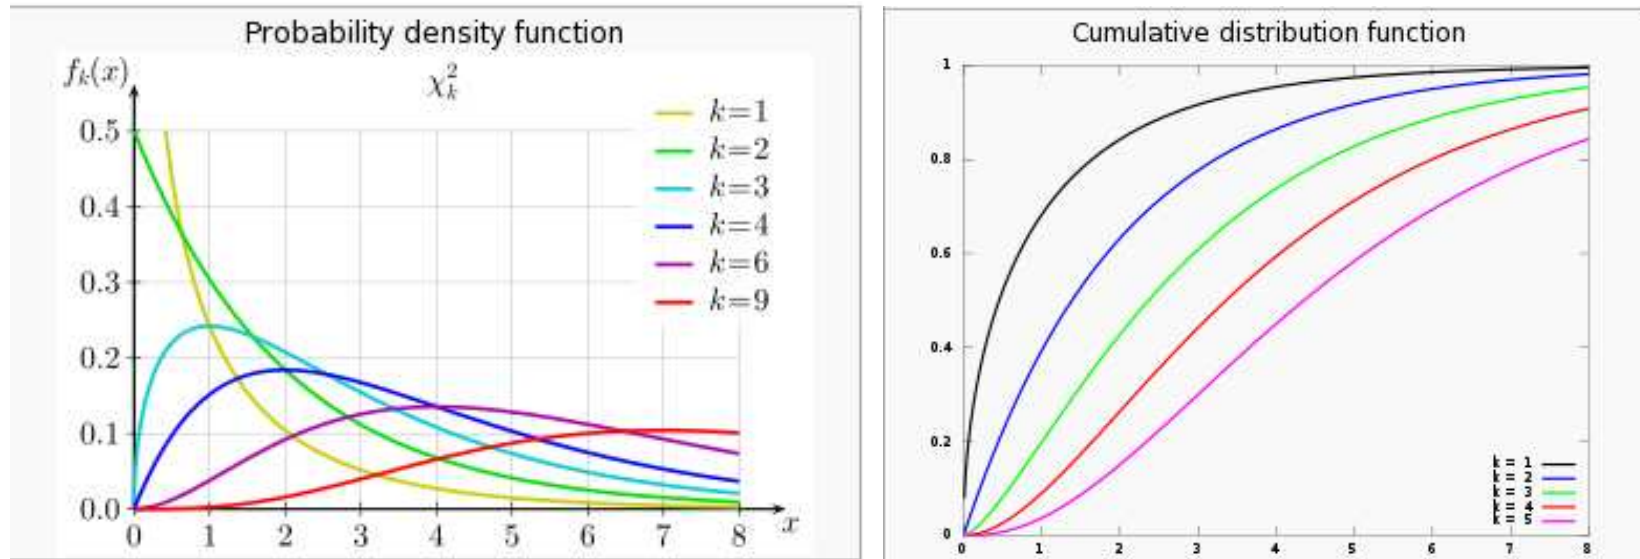 Probability density function
fₖ(x)
χ²ₖ
k=1
k=2
k=3
k=4
k=6
k=9
0.5
0.4
0.3
0.2
0.1
0.0
0 1 2 3 4 5 6 7 8 x
Cumulative distribution function
1
0.8
0.6
0.4
0.2
0
k = 1
k = 2
k = 3
k = 4
k = 5
0 1 2 3 4 5 6 7 8